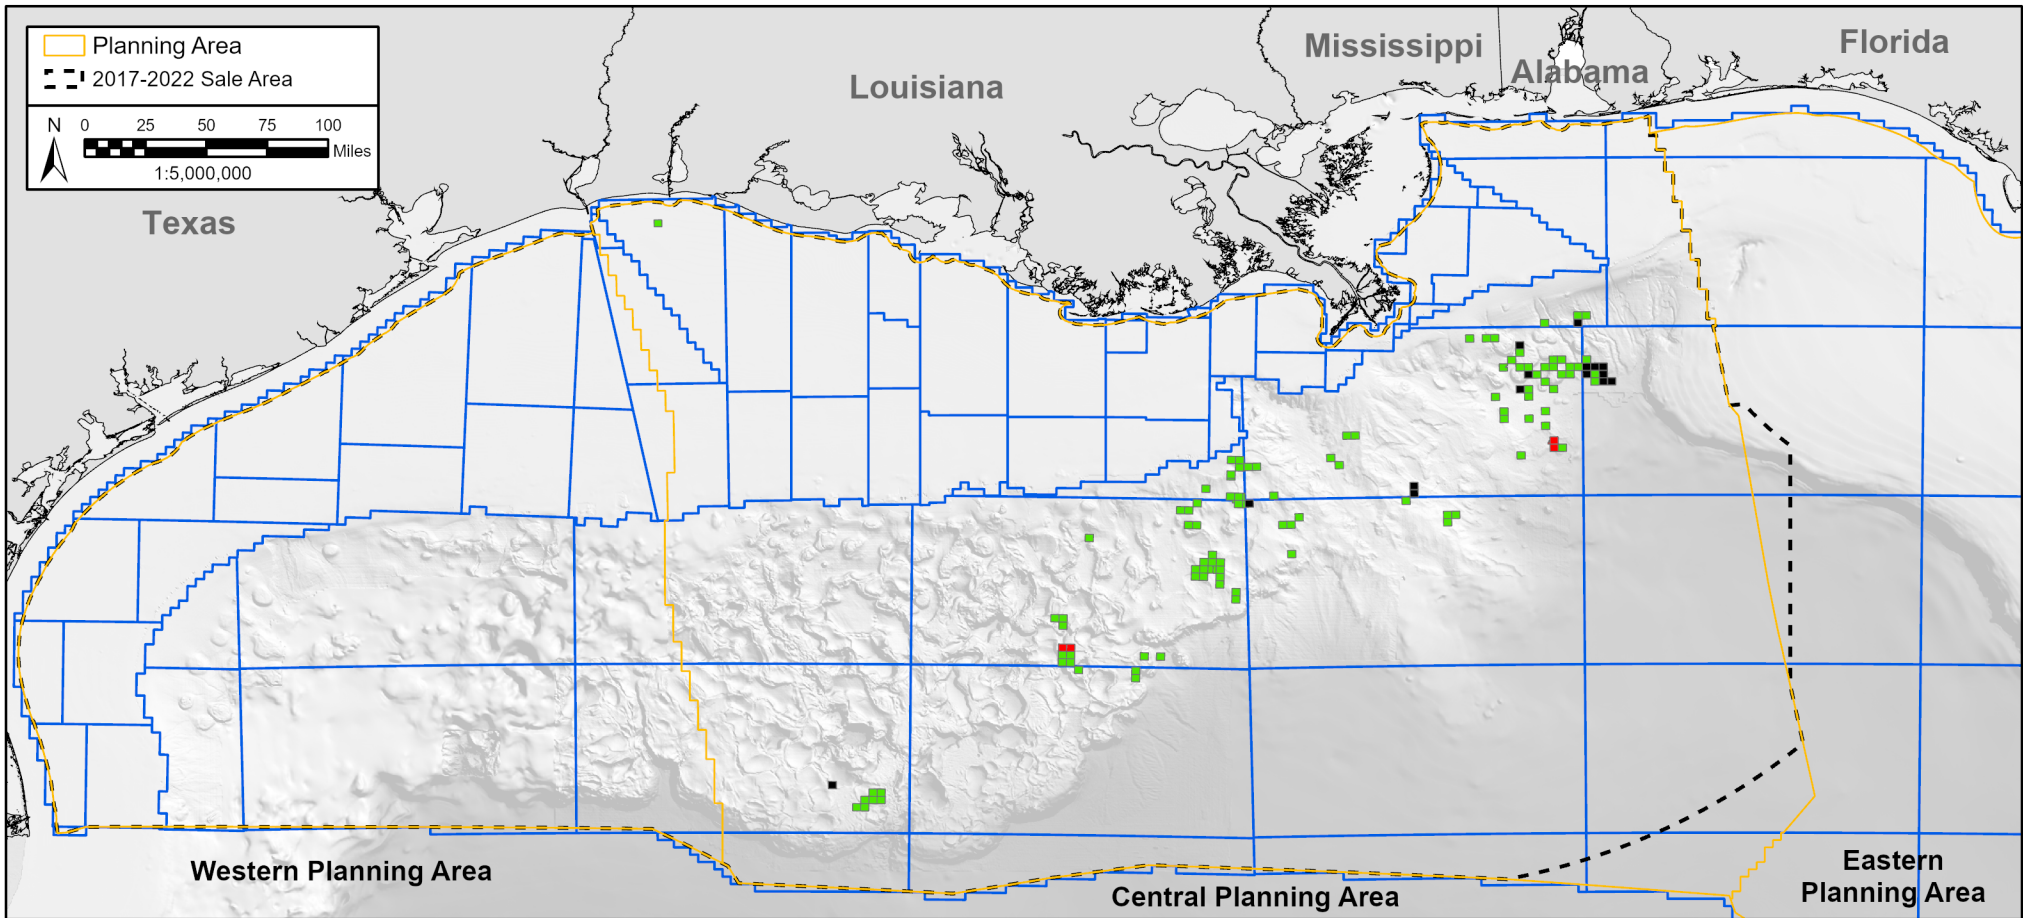 Planning Area
2017-2022 Sale Area
N
0 25 50 75 100
Miles
1:5,000,000
Texas
Louisiana
Mississippi
Alabama
Florida
Western Planning Area
Central Planning Area
Eastern
Planning Area